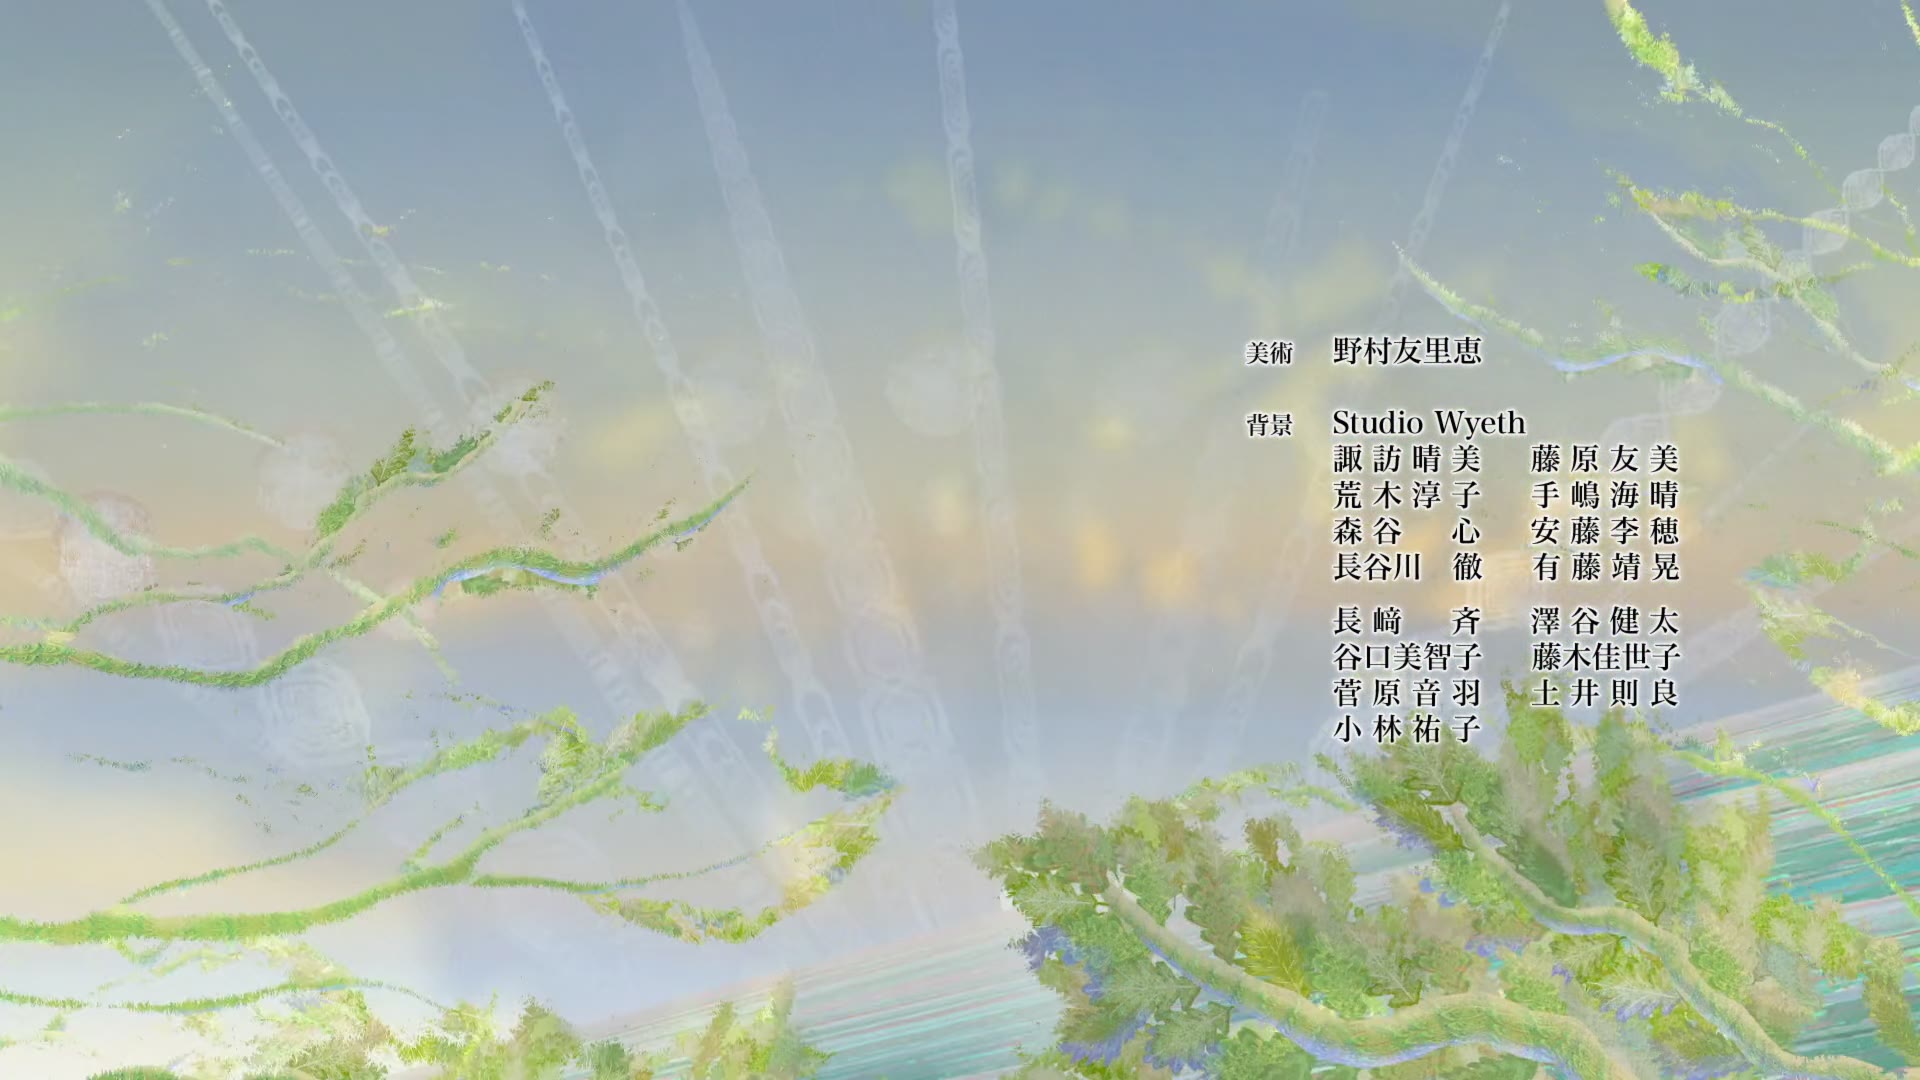 美術 野村友里恵
背景 Studio Wyeth
諏訪晴美 藤原友美
荒木淳子 手嶋海晴
森谷 心 安藤李穂
長谷川 徹 有藤靖晃
長﨑 斉 澤谷健太
谷口美智子 藤木佳世子
菅原音羽 土井則良
小林祐子